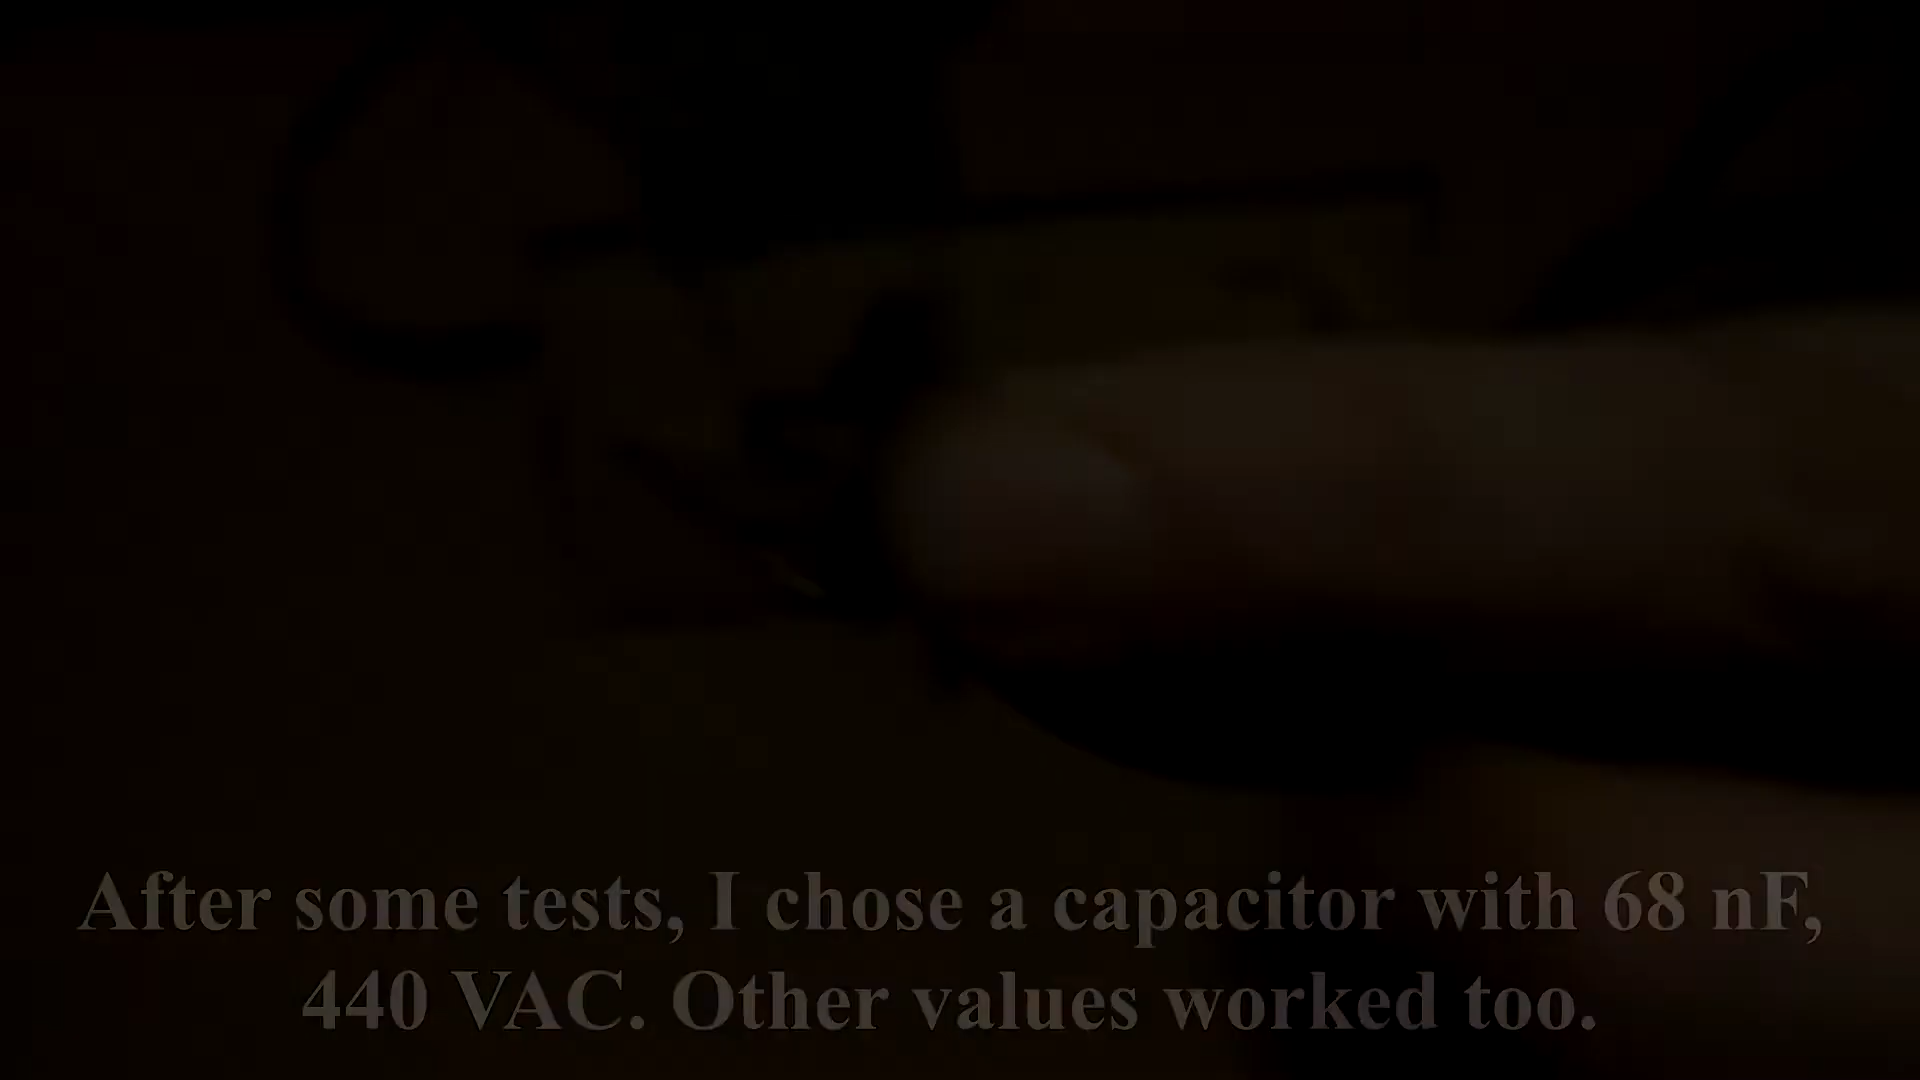 After some tests, I chose a capacitor with 68 nF,
440 VAC. Other values worked too.